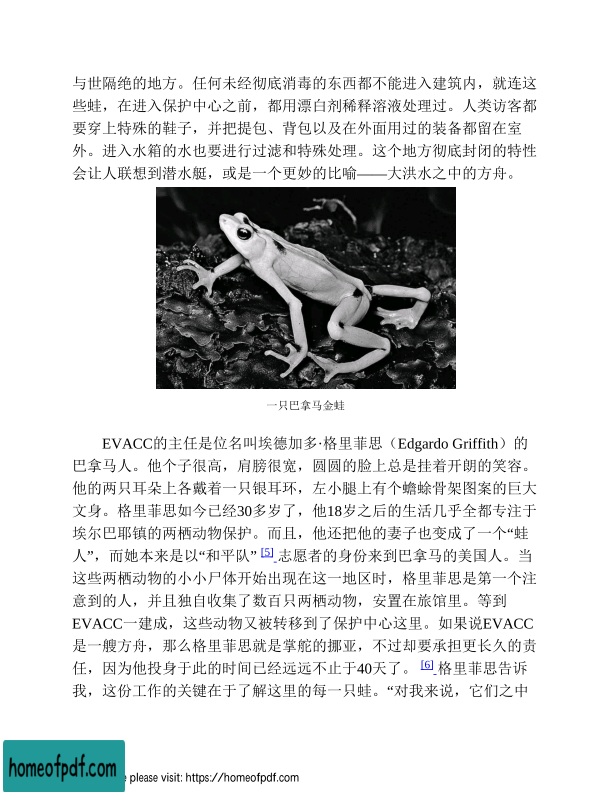 与世隔绝的地方。任何未经彻底消毒的东西都不能进入建筑内，就连这
些蛙，在进入保护中心之前，都用漂白剂稀释溶液处理过。人类访客都
要穿上特殊的鞋子，并把提包、背包以及在外面用过的装备都留在室
外。进入水箱的水也要进行过滤和特殊处理。这个地方彻底封闭的特性
会让人联想到潜水艇，或是一个更妙的比喻——大洪水之中的方舟。
一只巴拿马金蛙
EVACC的主任是位名叫埃德加多·格里菲思（Edgardo Griffith）的
巴拿马人。他个子很高，肩膀很宽，圆圆的脸上总是挂着开朗的笑容。
他的两只耳朵上各戴着一只银耳环，左小腿上有个蟾蜍骨架图案的巨大
文身。格里菲思如今已经30多岁了，他18岁之后的生活几乎全都专注于
埃尔巴耶镇的两栖动物保护。而且，他还把他的妻子也变成了一个“蛙
人”，而她本来是以“和平队” [5] 志愿者的身份来到巴拿马的美国人。当
这些两栖动物的小小尸体开始出现在这一地区时，格里菲思是第一个注
意到的人，并且独自收集了数百只两栖动物，安置在旅馆里。等到
EVACC一建成，这些动物又被转移到了保护中心这里。如果说EVACC
是一艘方舟，那么格里菲思就是掌舵的挪亚，不过却要承担更长久的责
任，因为他投身于此的时间已经远远不止于40天了。 [6] 格里菲思告诉
我，这份工作的关键在于了解这里的每一只蛙。“对我来说，它们之中
homeofpdf.com
e please visit: https://homeofpdf.com